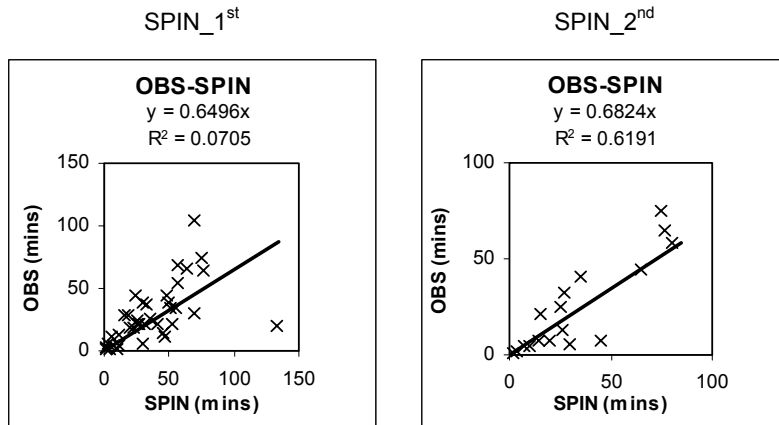 SPIN_1st
SPIN_2nd
OBS-SPIN
y = 0.6496x
R² = 0.0705
150
100
50
0
OBS (mins)
0
50
100
150
SPIN (mins)
OBS-SPIN
y = 0.6824x
R² = 0.6191
100
50
0
OBS (mins)
0
50
100
SPIN (mins)